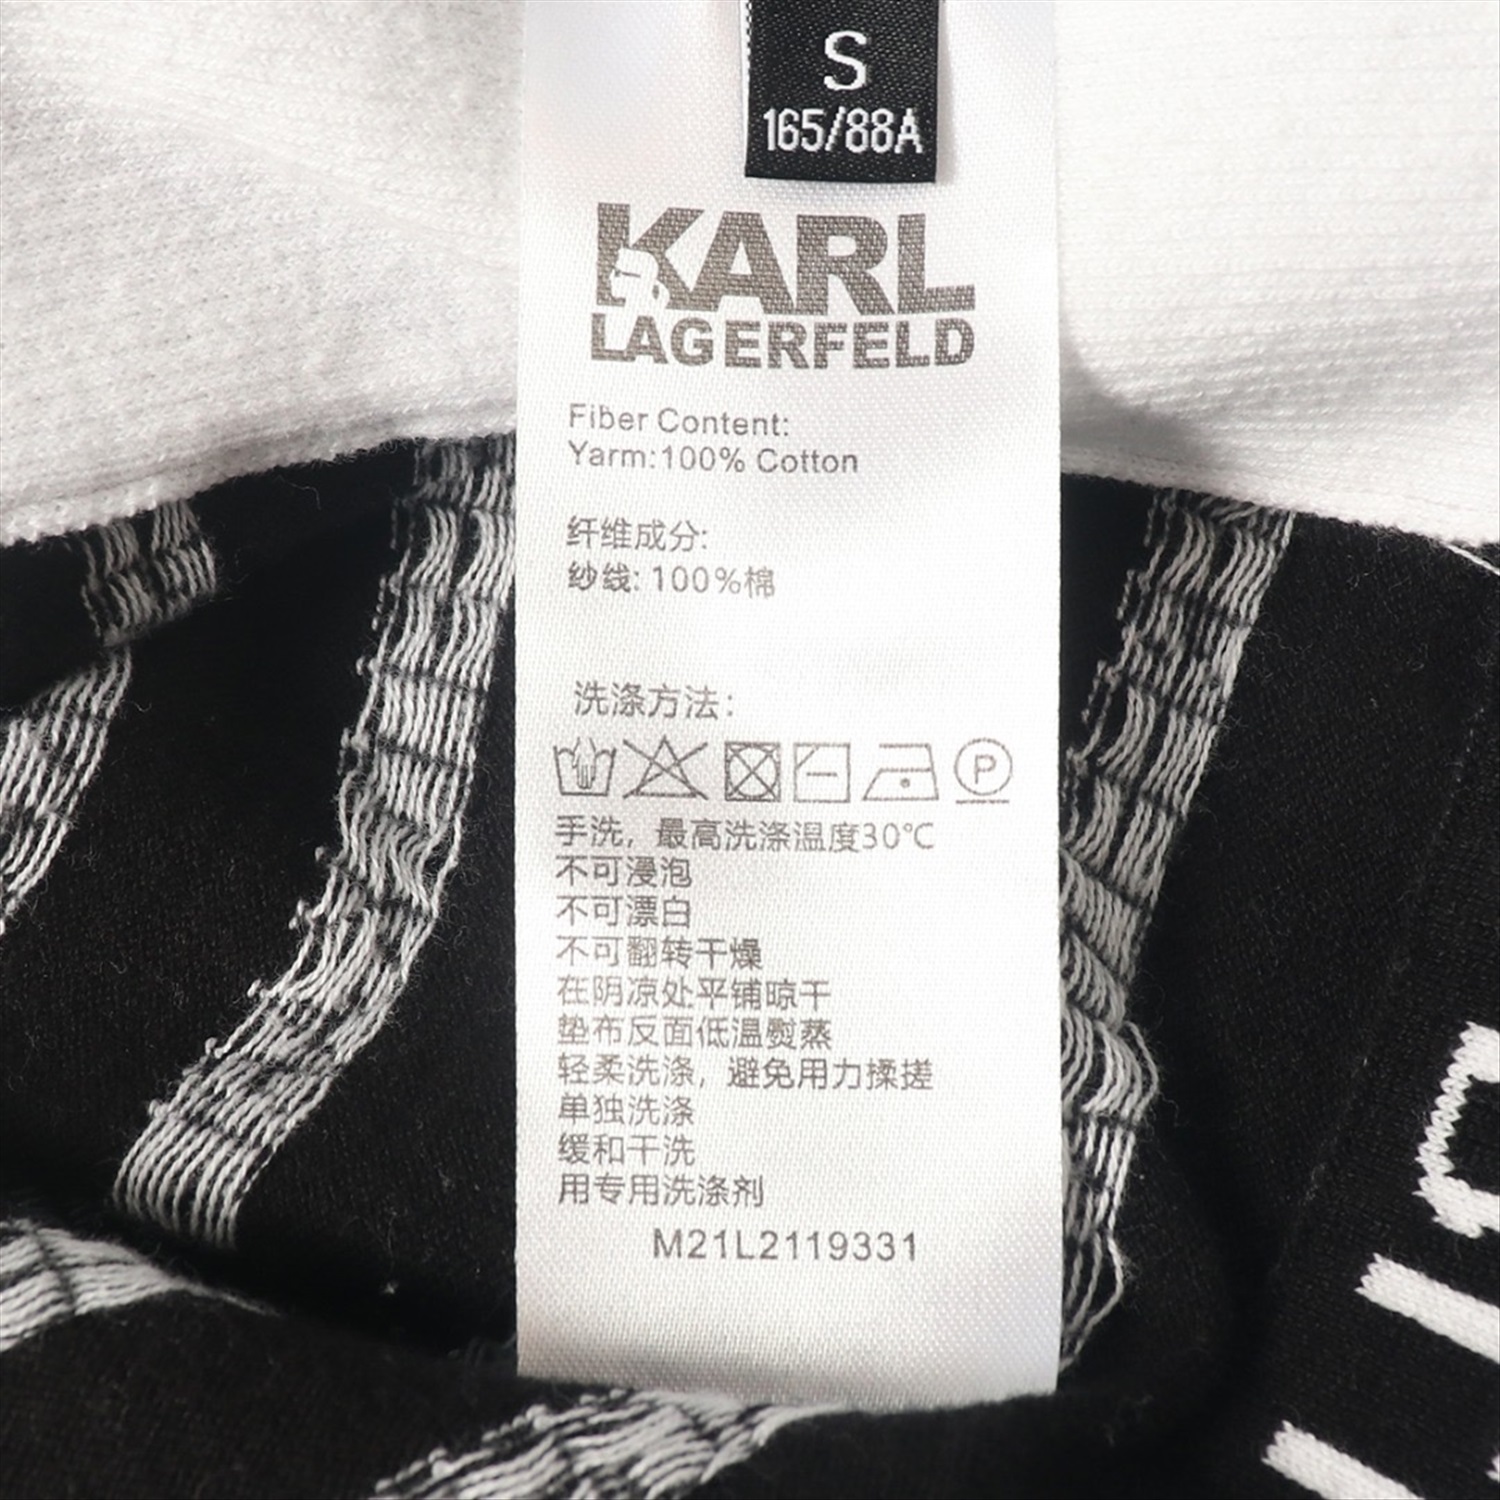 S
165/88A
KARL
LAGERFELD
Fiber Content:
Yarm:100% Cotton
纤维成分:
纱线: 100%棉
洗涤方法:
P
手洗, 最高洗涤温度30℃
不可漫泡
不可漂白
不可翻转干燥
在阴凉处平铺晾干
垫布反面低温熨蒸
轻柔洗涤, 避免用力揉搓
单独洗涤
缓和干洗
用专用洗涤剂
M21L2119331